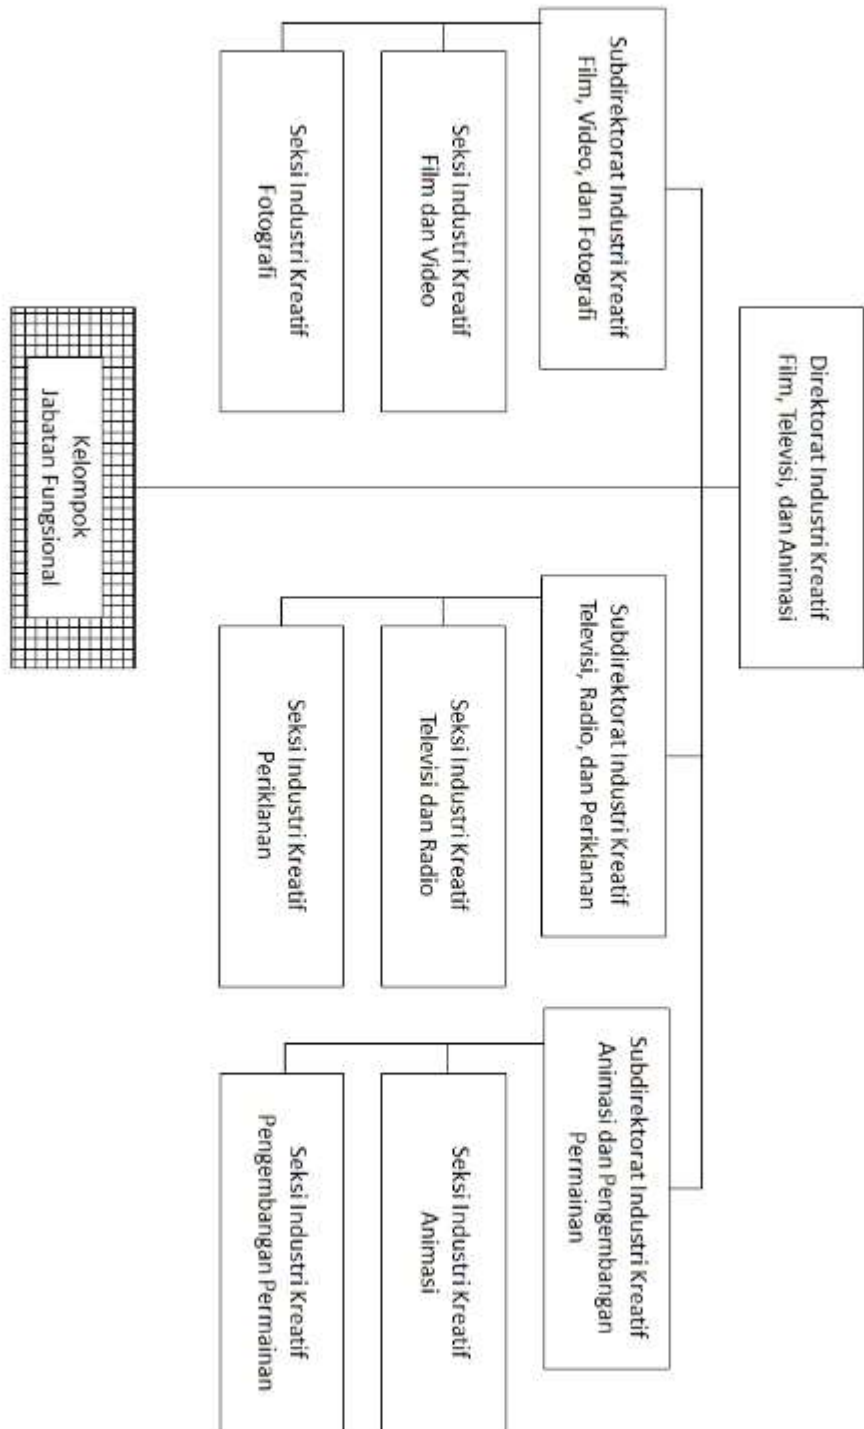 Direktorat Industri Kreatif
Film, Televisi, dan Animasi
Subdirektorat Industri Kreatif
Film, Video, dan Fotografi
Seksi Industri Kreatif
Film dan Video
Seksi Industri Kreatif
Fotografi
Subdirektorat Industri Kreatif
Televisi, Radio, dan Periklanan
Seksi Industri Kreatif
Televisi dan Radio
Seksi Industri Kreatif
Periklanan
Subdirektorat Industri Kreatif
Animasi dan Pengembangan
Permainan
Seksi Industri Kreatif
Animasi
Seksi Industri Kreatif
Pengembangan Permainan
Kelompok
Jabatan Fungsional